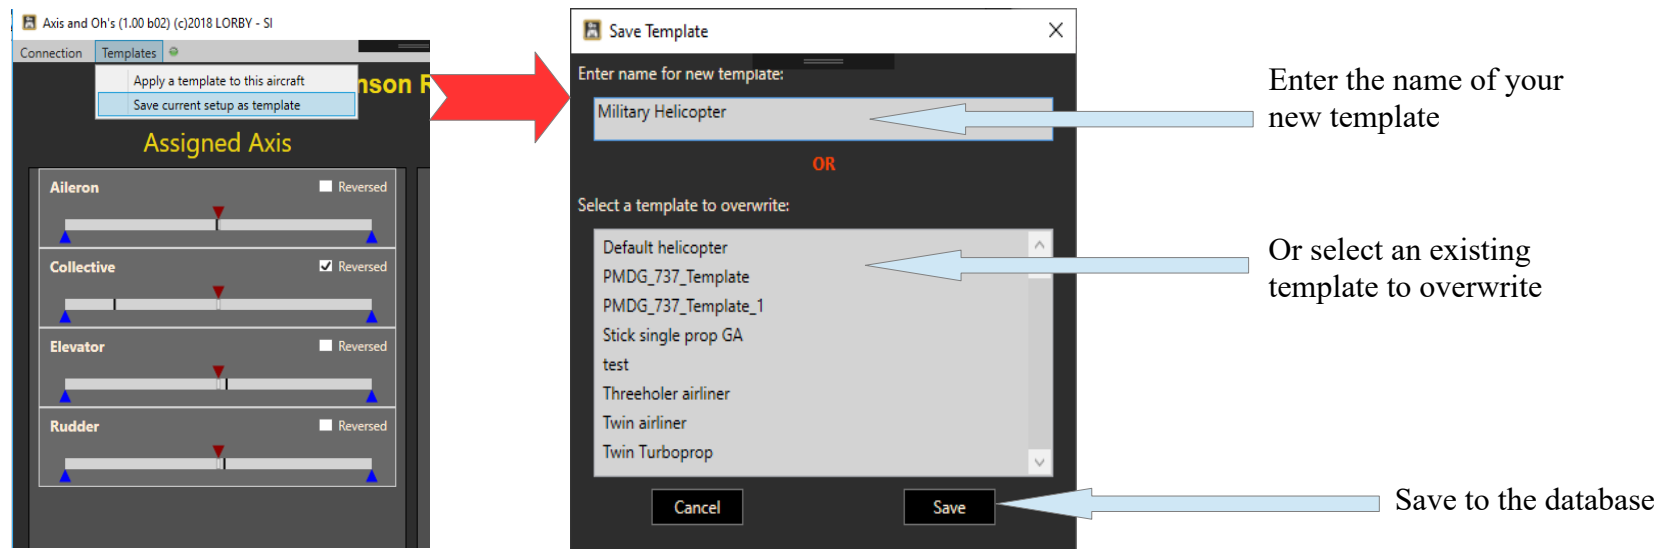 Axis and Oh's (1.00 b02) (c)2018 LORBY - SI
Connection Templates
Apply a template to this aircraft
Save current setup as template
Assigned Axis
Aileron Reversed
Collective Reversed
Elevator Reversed
Rudder Reversed
Save Template
Enter name for new template:
Military Helicopter
OR
Select a template to overwrite:
Default helicopter
PMDG_737_Template
PMDG_737_Template_1
Stick single prop GA
test
Threeholer airliner
Twin airliner
Twin Turboprop
Cancel Save
Enter the name of your
new template
Or select an existing
template to overwrite
Save to the database